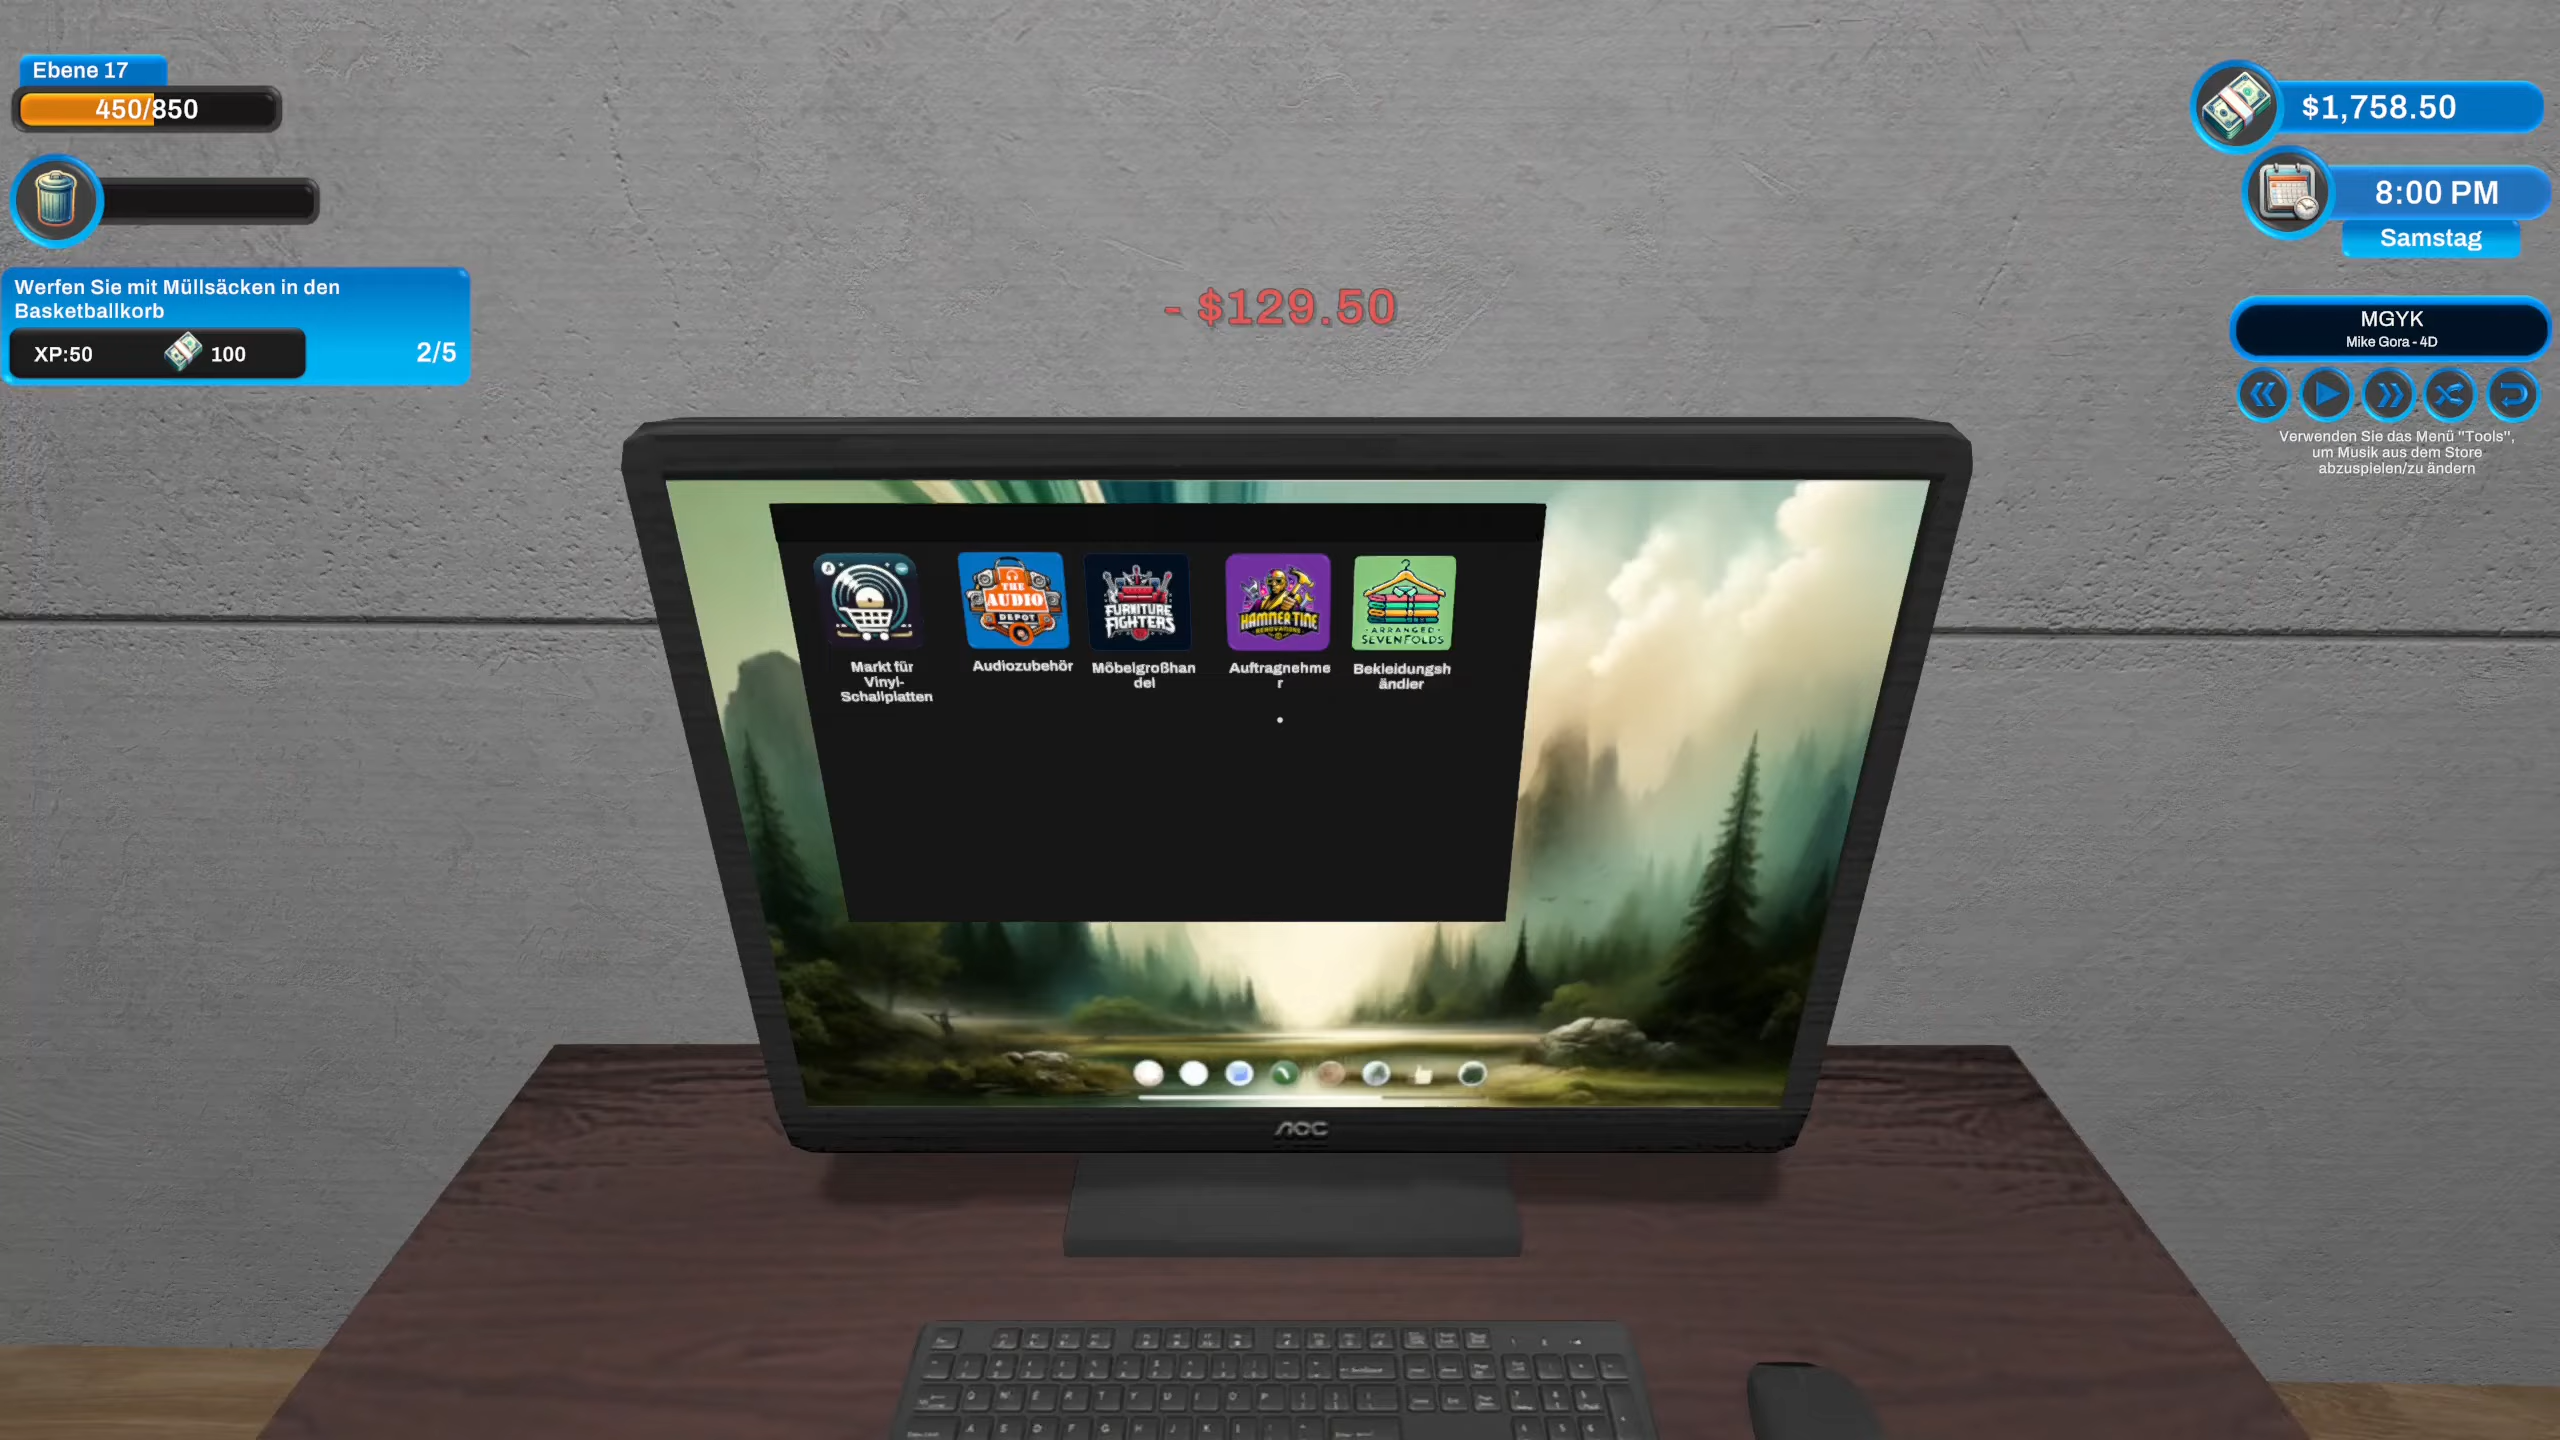 Ebene 17
450/850
Werfen Sie mit Müllsäcken in den
Basketballkorb
XP:50
100
2/5
- $129.50
$1,758.50
8:00 PM
Samstag
MGYK
Mike Gora - 4D
Verwenden Sie das Menü "Tools",
um Musik aus dem Store
abzuspielen/zu ändern
THE
AUDIO
DEPOT
FURNITURE
FIGHTERS
HAMMER TIME
RENOVATIONS
ARRANGED
SEVENFOLDS
Markt für
Vinyl-
Schallplatten
Audiozubehör
Möbelgroßhan
del
Auftragnehme
r
Bekleidungsh
ändler
AOC